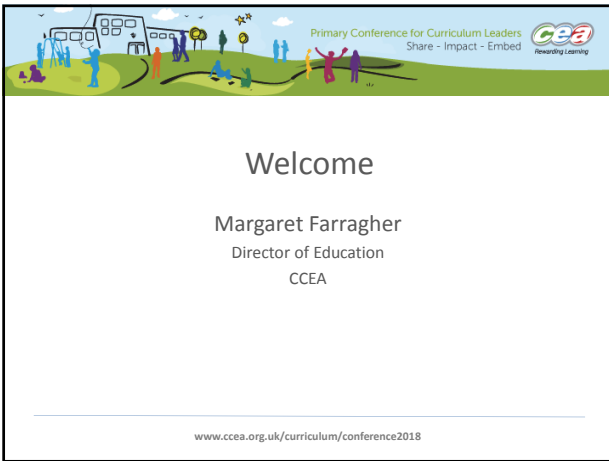 Primary Conference for Curriculum Leaders
Share - Impact - Embed
ccea
Rewarding Learning
Welcome
Margaret Farragher
Director of Education
CCEA
www.ccea.org.uk/curriculum/conference2018